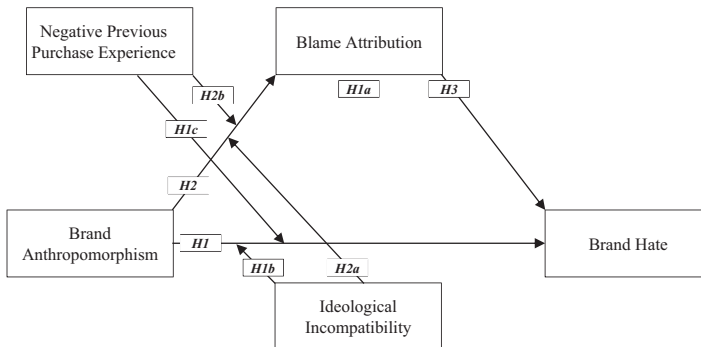 Negative Previous
Purchase Experience
Blame Attribution
H2b
H1a
H3
H1c
H2
Brand
Anthropomorphism
H1
Brand Hate
H1b
H2a
Ideological
Incompatibility